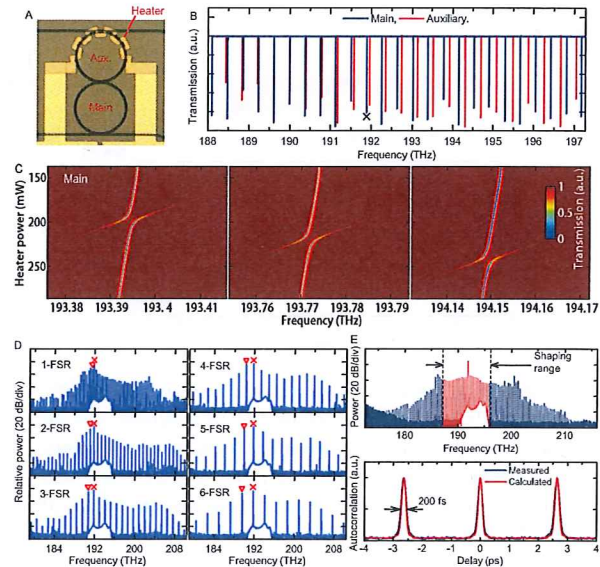 A
Heater
Aux.
Main
B
Main, Auxiliary.
Transmission (a.u.)
188 189 190 191 192 193 194 195 196 197
Frequency (THz)
C
Main
Heater power (mW)
200
250
1
0.5
0
Transmission (a.u.)
193.38 193.39 193.4 193.41 193.76 193.77 193.78 193.79 194.14 194.15 194.16 194.17
Frequency (THz)
D
1-FSR 4-FSR
2-FSR 5-FSR
3-FSR 6-FSR
Relative power (20 dB/div)
184 192 200 208 184 192 200 208
Frequency (THz) Frequency (THz)
E
Shaping
range
Power (20 dB/div)
180 190 200 210
Frequency (THz)
Measured
Calculated
200 fs
Autocorrelation (a.u.)
-4 -3 -2 -1 0 1 2 3 4
Delay (ps)